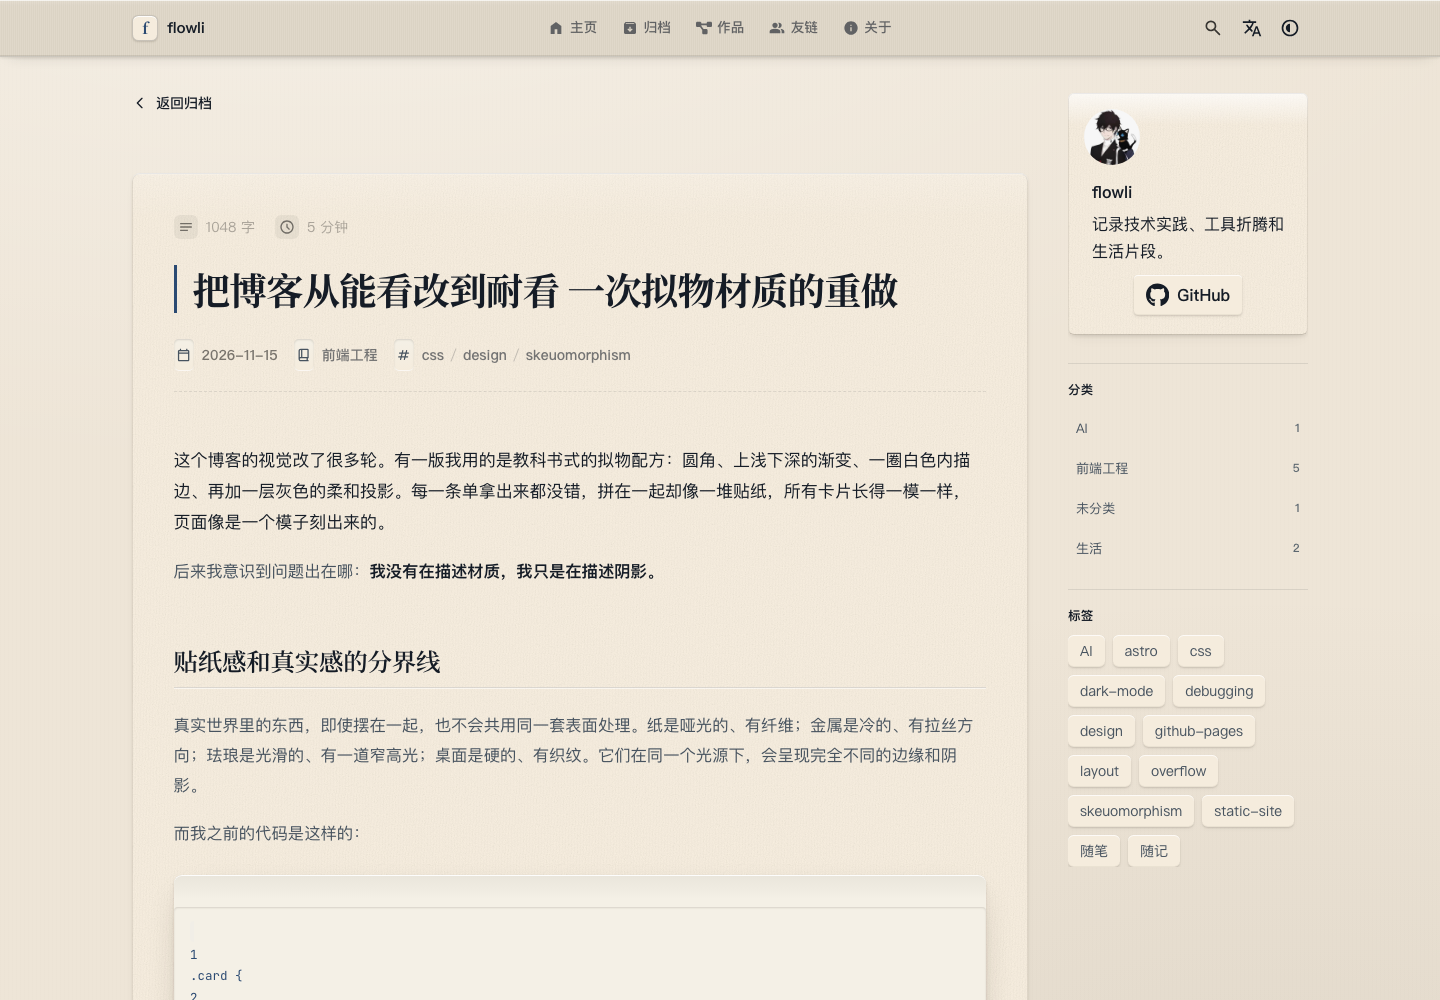 f flowli
主页
归档
作品
友链
关于
返回归档
1048 字
5 分钟
把博客从能看改到耐看 一次拟物材质的重做
2026-11-15
前端工程
# css / design / skeuomorphism
这个博客的视觉改了很多轮。有一版我用的是教科书式的拟物配方：圆角、上浅下深的渐变、一圈白色内描
边、再加一层灰色的柔和投影。每一条单拿出来都没错，拼在一起却像一堆贴纸，所有卡片长得一模一样，
页面像是一个模子刻出来的。
后来我意识到问题出在哪：我没有在描述材质，我只是在描述阴影。
贴纸感和真实感的分界线
真实世界里的东西，即使摆在一起，也不会共用同一套表面处理。纸是哑光的、有纤维；金属是冷的、有拉丝方
向；珐琅是光滑的、有一道窄高光；桌面是硬的、有织纹。它们在同一个光源下，会呈现完全不同的边缘和阴
影。
而我之前的代码是这样的：
1
.card {
2
flowli
记录技术实践、工具折腾和
生活片段。
GitHub
分类
AI 1
前端工程 5
未分类 1
生活 2
标签
AI
astro
css
dark-mode
debugging
design
github-pages
layout
overflow
skeuomorphism
static-site
随笔
随记